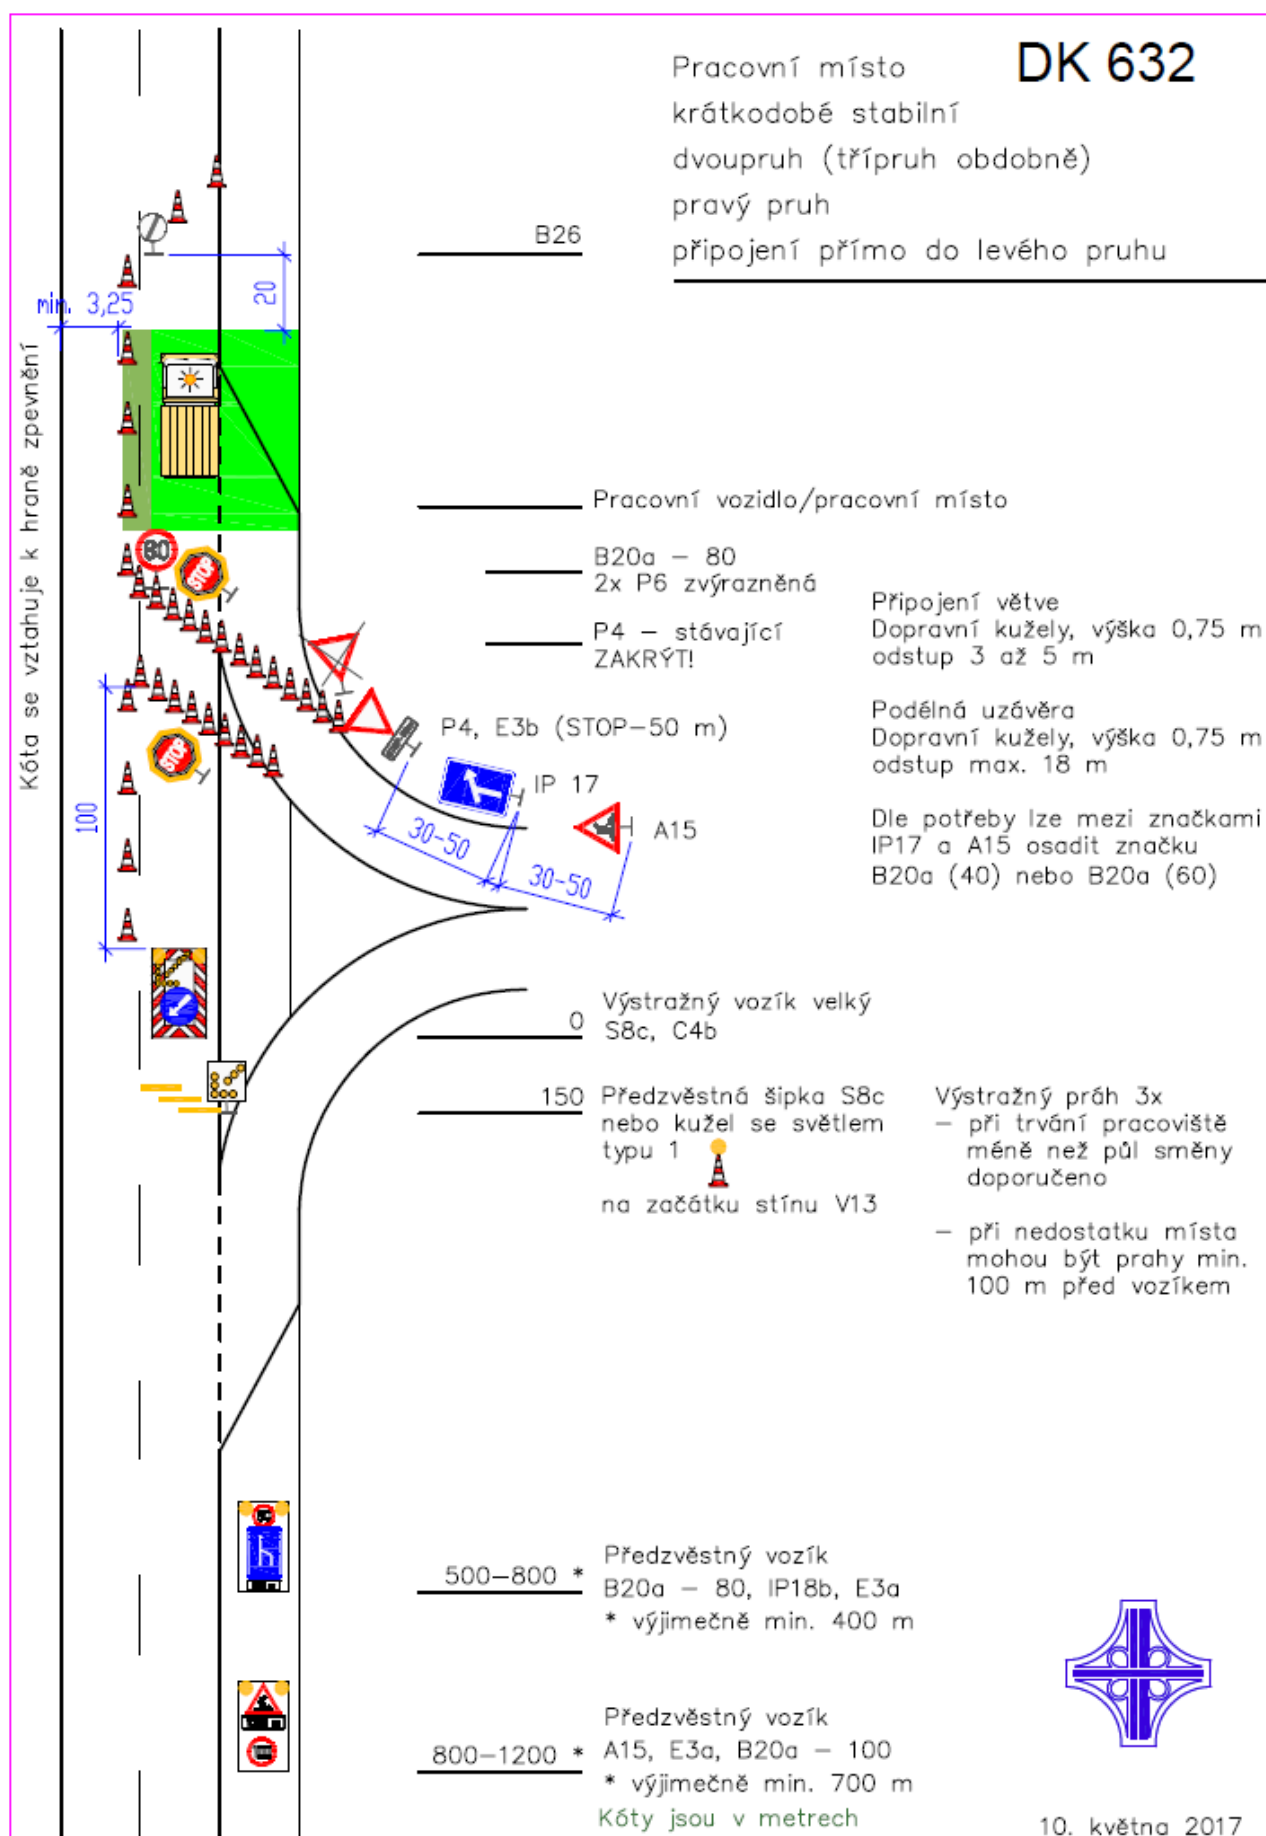 Pracovní místo
DK 632
krátkodobé stabilní
dvoupruh (třípruh obdobně)
pravý pruh
připojení přímo do levého pruhu
B26
20
min. 3,25
Kóta se vztahuje k hraně zpevnění
Pracovní vozidlo/pracovní místo
80
STOP
B20a – 80
2x P6 zvýrazněná
P4 – stávající
ZAKRÝT!
Připojení větve
Dopravní kužely, výška 0,75 m
odstup 3 až 5 m
P4, E3b (STOP–50 m)
Podélná uzávěra
Dopravní kužely, výška 0,75 m
odstup max. 18 m
STOP
IP 17
100
30-50
A15
30-50
Dle potřeby lze mezi značkami
IP17 a A15 osadit značku
B20a (40) nebo B20a (60)
0
Výstražný vozík velký
S8c, C4b
150
Předzvěstná šipka S8c
nebo kužel se světlem
typu 1
na začátku stínu V13
Výstražný práh 3x
– při trvání pracoviště
méně než půl směny
doporučeno
– při nedostatku místa
mohou být prahy min.
100 m před vozíkem
500–800 *
Předzvěstný vozík
B20a – 80, IP18b, E3a
* výjimečně min. 400 m
800–1200 *
Předzvěstný vozík
A15, E3a, B20a – 100
* výjimečně min. 700 m
Kóty jsou v metrech
10. května 2017